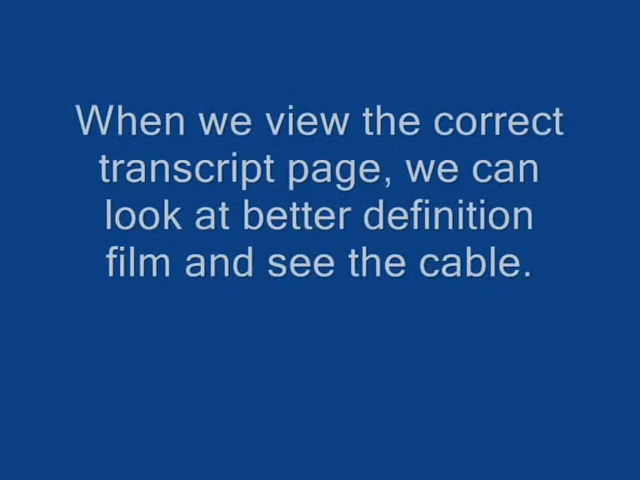 When we view the correct
transcript page, we can
look at better definition
film and see the cable.